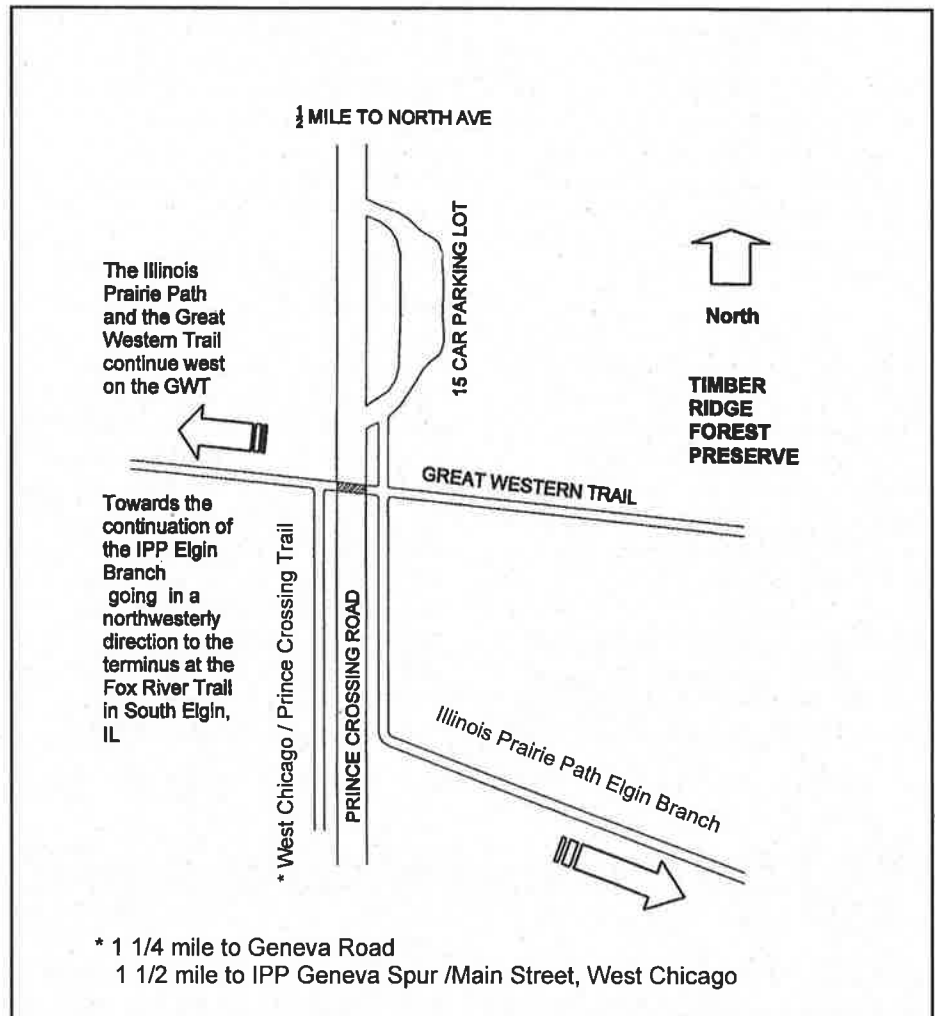 ½ MILE TO NORTH AVE
The Illinois
Prairie Path
and the Great
Western Trail
continue west
on the GWT
15 CAR PARKING LOT
North
TIMBER
RIDGE
FOREST
PRESERVE
GREAT WESTERN TRAIL
Towards the
continuation of
the IPP Elgin
Branch
going in a
northwesterly
direction to the
terminus at the
Fox River Trail
in South Elgin,
IL
* West Chicago / Prince Crossing Trail
PRINCE CROSSING ROAD
Illinois Prairie Path Elgin Branch
* 1 1/4 mile to Geneva Road
1 1/2 mile to IPP Geneva Spur /Main Street, West Chicago